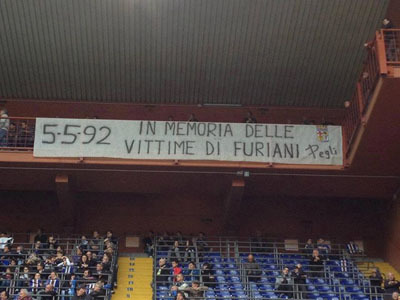 5-5-92 IN MEMORIA DELLE
VITTIME DI FURIANI Pegli